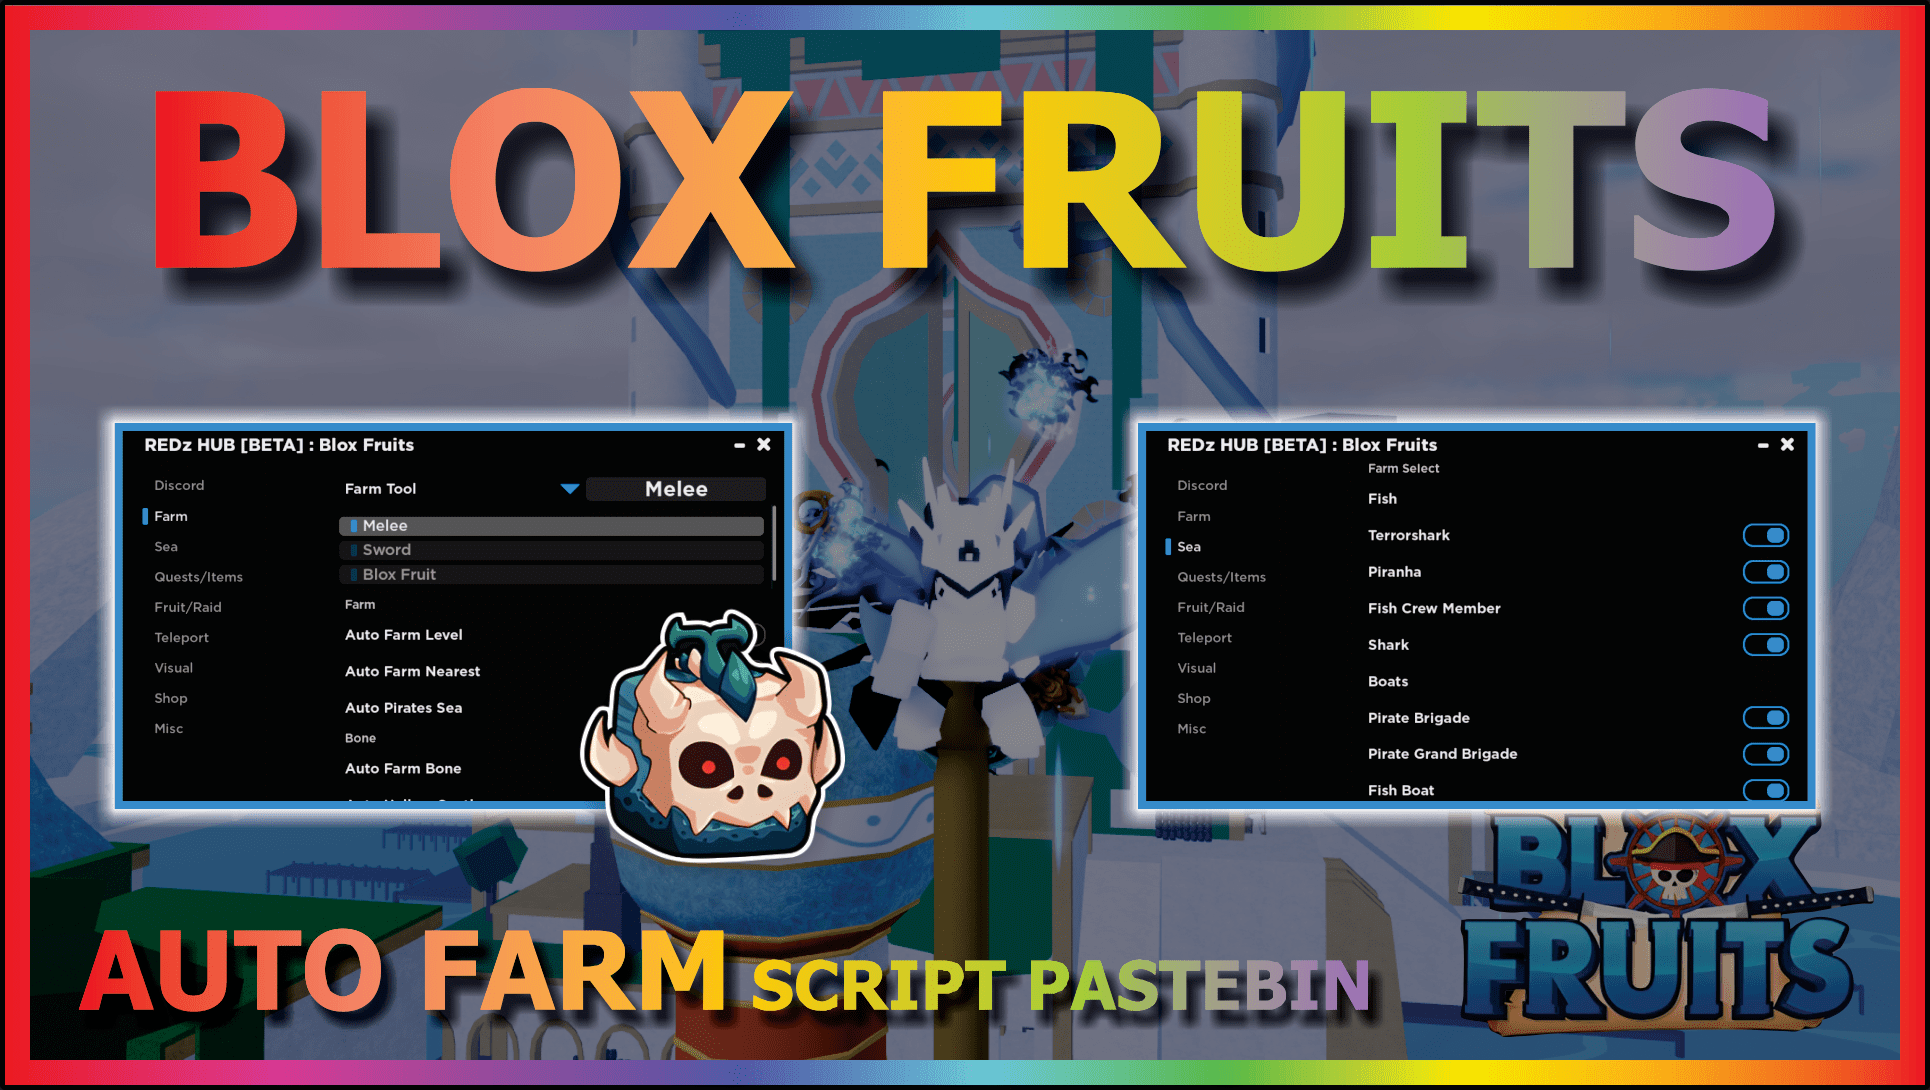 BLOX FRUITS
REDz HUB [BETA] : Blox Fruits
Discord
Farm
Sea
Quests/Items
Fruit/Raid
Teleport
Visual
Shop
Misc
Farm Tool
Melee
Melee
Sword
Blox Fruit
Farm
Auto Farm Level
Auto Farm Nearest
Auto Pirates Sea
Bone
Auto Farm Bone
REDz HUB [BETA] : Blox Fruits
Discord
Farm
Sea
Quests/Items
Fruit/Raid
Teleport
Visual
Shop
Misc
Farm Select
Fish
Terrorshark
Piranha
Fish Crew Member
Shark
Boats
Pirate Brigade
Pirate Grand Brigade
Fish Boat
BLOX
FRUITS
AUTO FARM SCRIPT PASTEBIN